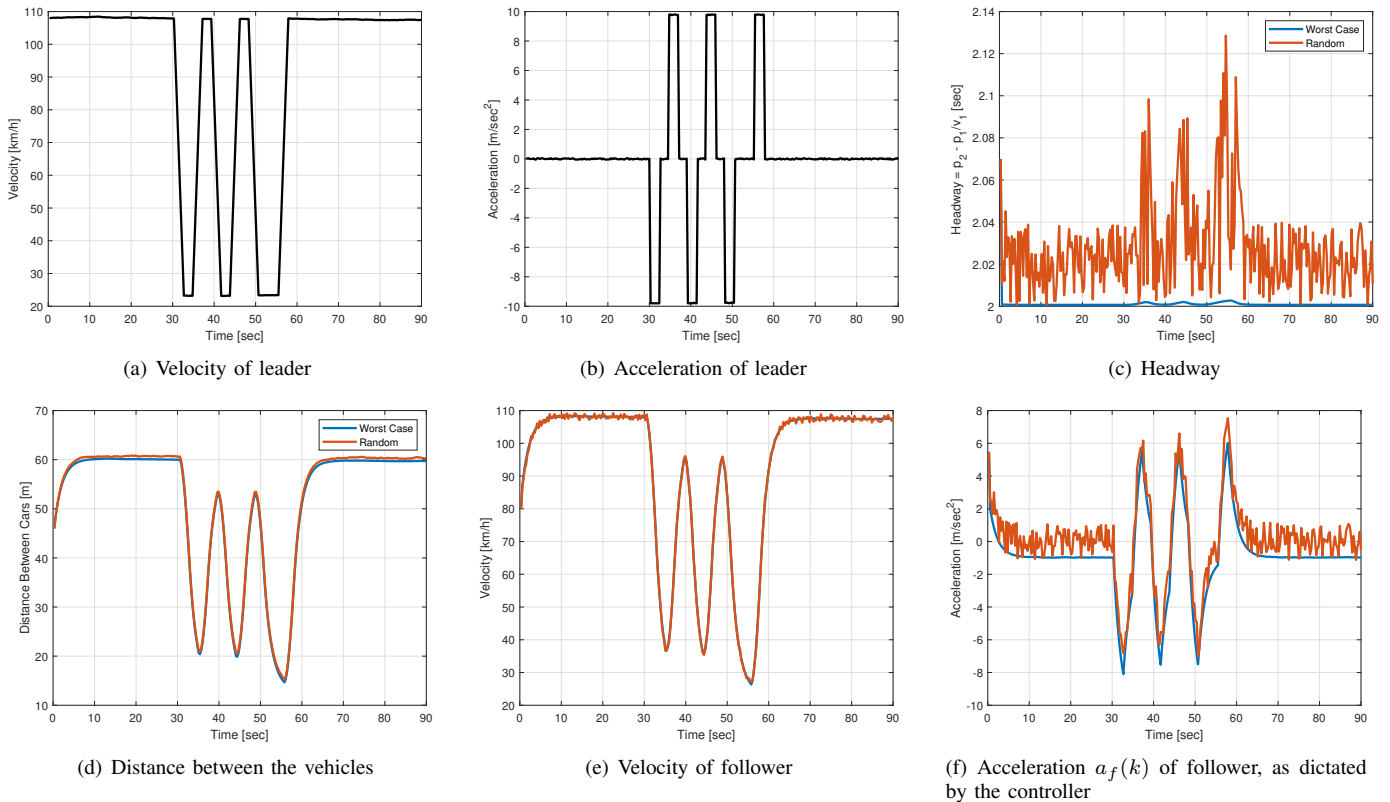 110
100
90
80
70
60
50
40
30
20
Velocity [km/h]
0 10 20 30 40 50 60 70 80 90
Time [sec]
(a) Velocity of leader
10
8
6
4
2
0
-2
-4
-6
-8
-10
Acceleration [m/sec²]
0 10 20 30 40 50 60 70 80 90
Time [sec]
(b) Acceleration of leader
2.14
2.12
2.1
2.08
2.06
2.04
2.02
2
Headway = p₂ - p₁/v₁ [sec]
Worst Case
Random
0 10 20 30 40 50 60 70 80 90
Time [sec]
(c) Headway
70
60
50
40
30
20
10
Distance Between Cars [m]
Worst Case
Random
0 10 20 30 40 50 60 70 80 90
Time [sec]
(d) Distance between the vehicles
110
100
90
80
70
60
50
40
30
20
Velocity [km/h]
0 10 20 30 40 50 60 70 80 90
Time [sec]
(e) Velocity of follower
8
6
4
2
0
-2
-4
-6
-8
-10
Acceleration [m/sec²]
0 10 20 30 40 50 60 70 80 90
Time [sec]
(f) Acceleration a_f(k) of follower, as dictated
by the controller